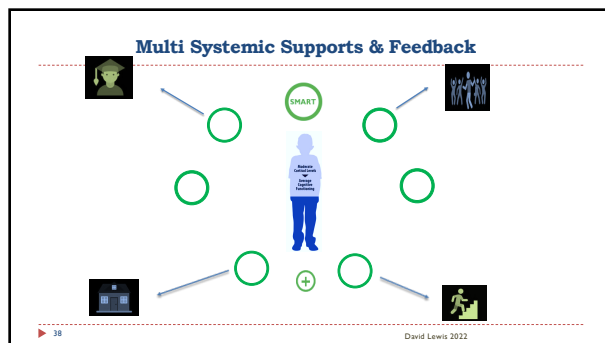 Multi Systemic Supports & Feedback
SMART
Moderate
Cortisol Levels
Average
Cognitive
Functioning
38
David Lewis 2022